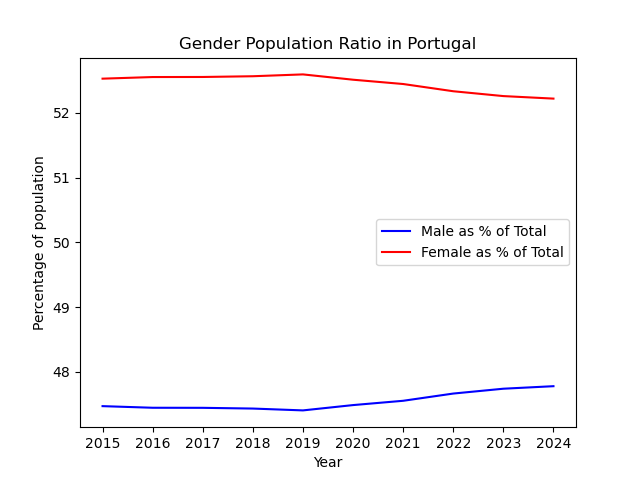 Gender Population Ratio in Portugal
Percentage of population
52
51
50
49
48
Male as % of Total
Female as % of Total
2015 2016 2017 2018 2019 2020 2021 2022 2023 2024
Year